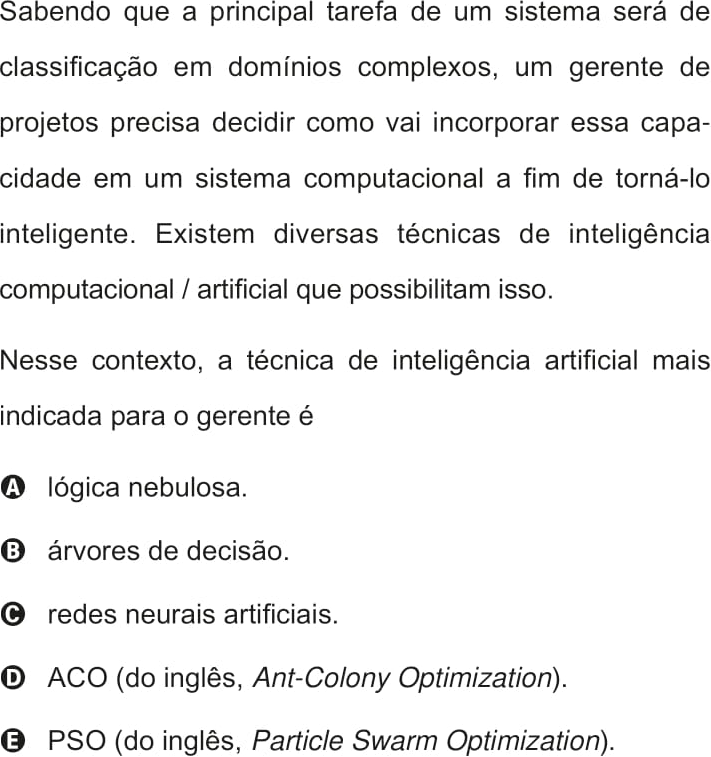 Sabendo que a principal tarefa de um sistema será de
classificação em domínios complexos, um gerente de
projetos precisa decidir como vai incorporar essa capa-
cidade em um sistema computacional a fim de torná-lo
inteligente. Existem diversas técnicas de inteligência
computacional / artificial que possibilitam isso.
Nesse contexto, a técnica de inteligência artificial mais
indicada para o gerente é
A lógica nebulosa.
B árvores de decisão.
C redes neurais artificiais.
D ACO (do inglês, Ant-Colony Optimization).
E PSO (do inglês, Particle Swarm Optimization).